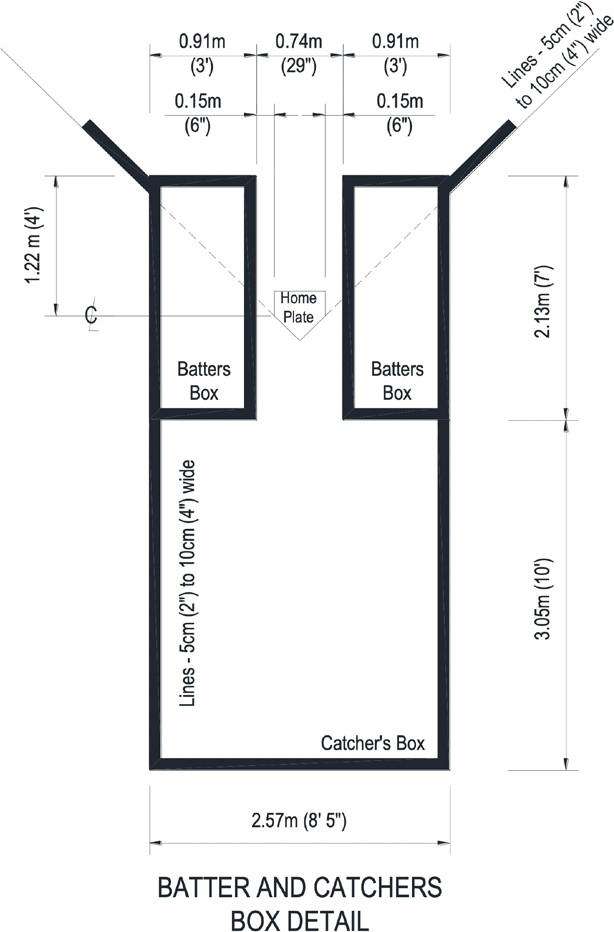 0.91m
(3')
0.74m
(29")
0.91m
(3')
Lines - 5cm (2")
to 10cm (4") wide
0.15m
(6")
0.15m
(6")
1.22 m (4')
2.13m (7')
Home
Plate
CL
Batters
Box
Batters
Box
Lines - 5cm (2") to 10cm (4") wide
3.05m (10')
Catcher's Box
2.57m (8' 5")
BATTER AND CATCHERS
BOX DETAIL